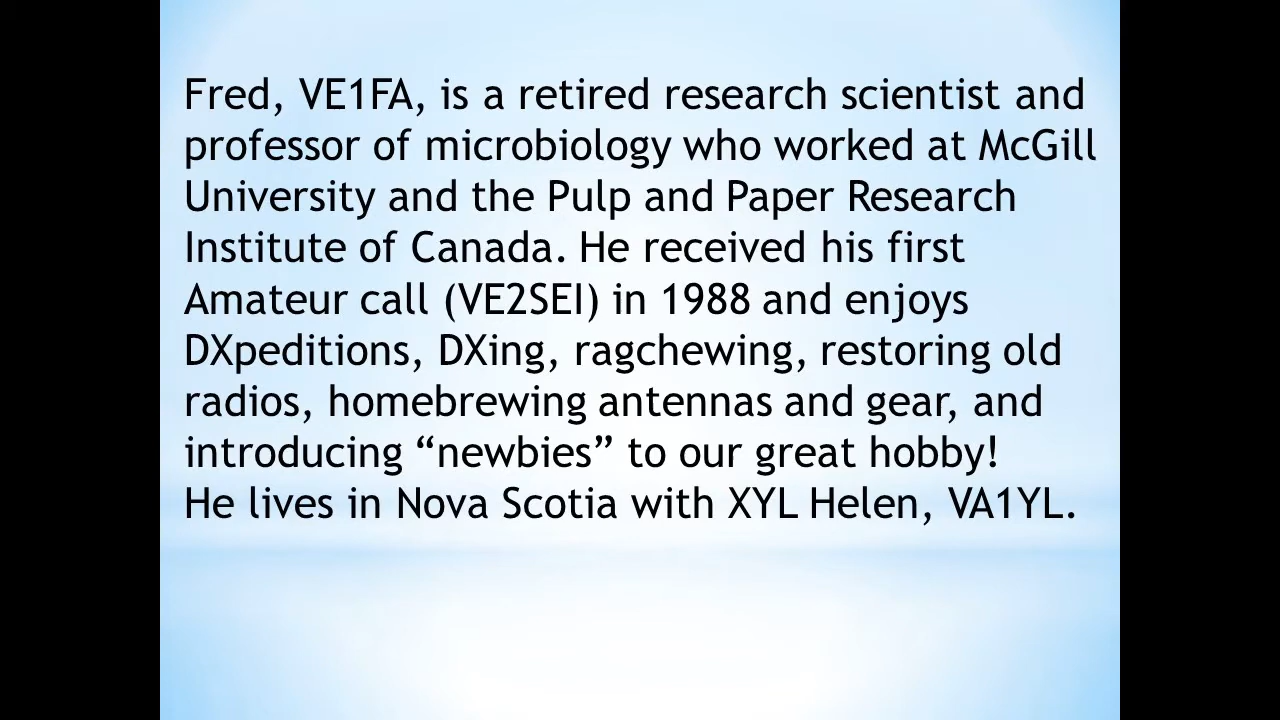 Fred, VE1FA, is a retired research scientist and
professor of microbiology who worked at McGill
University and the Pulp and Paper Research
Institute of Canada. He received his first
Amateur call (VE2SEI) in 1988 and enjoys
DXpeditions, DXing, ragchewing, restoring old
radios, homebrewing antennas and gear, and
introducing “newbies” to our great hobby!
He lives in Nova Scotia with XYL Helen, VA1YL.